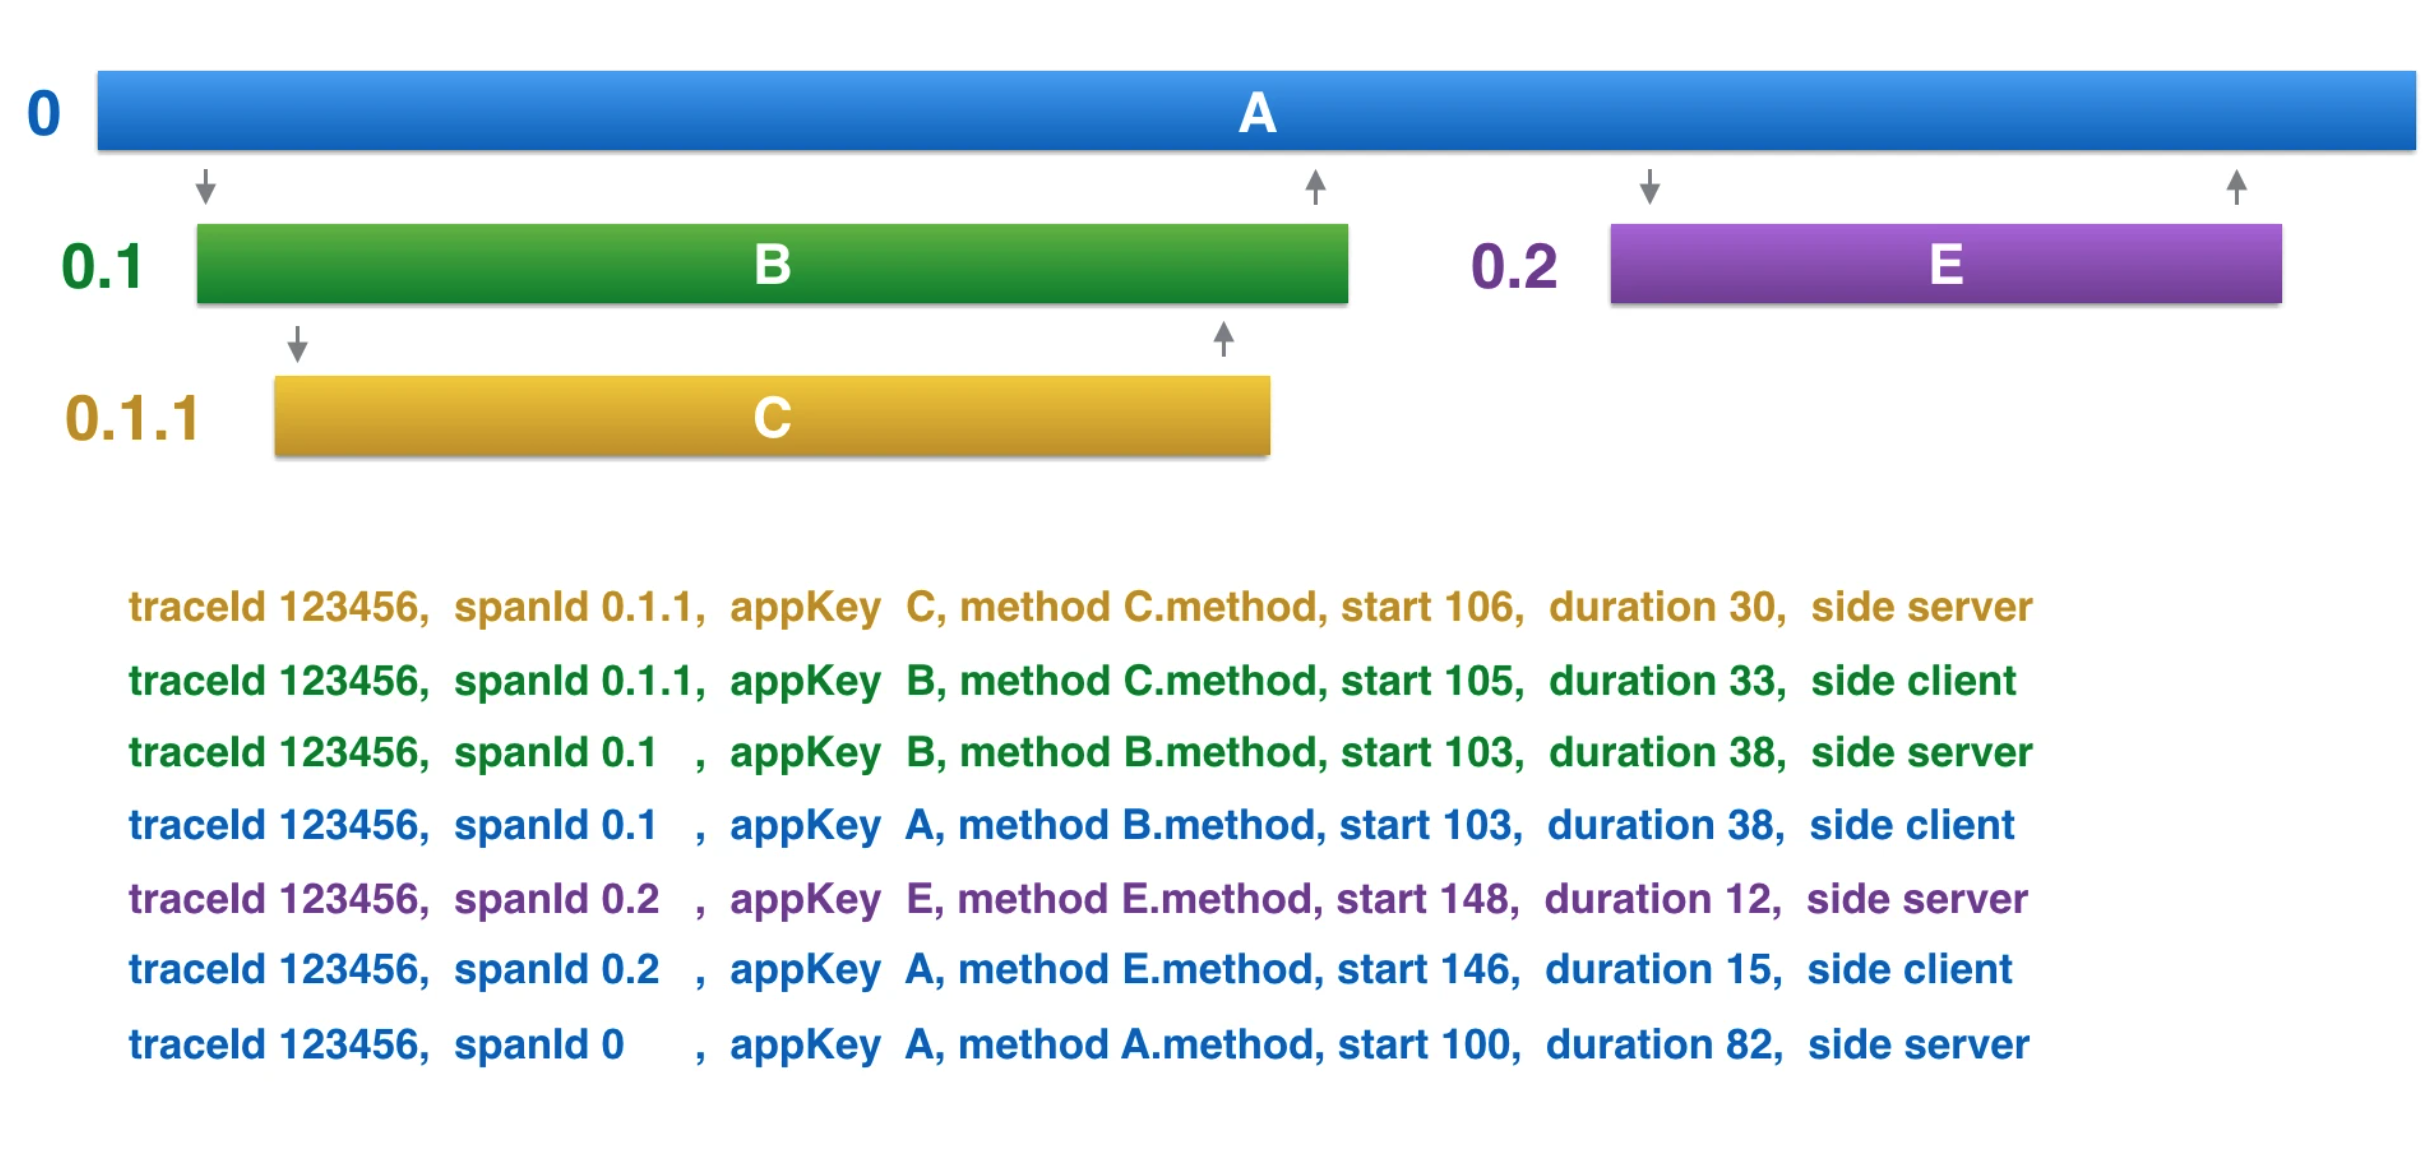 0 A
0.1 B 0.2 E
0.1.1 C
traceId 123456, spanId 0.1.1, appKey C, method C.method, start 106, duration 30, side server
traceId 123456, spanId 0.1.1, appKey B, method C.method, start 105, duration 33, side client
traceId 123456, spanId 0.1 , appKey B, method B.method, start 103, duration 38, side server
traceId 123456, spanId 0.1 , appKey A, method B.method, start 103, duration 38, side client
traceId 123456, spanId 0.2 , appKey E, method E.method, start 148, duration 12, side server
traceId 123456, spanId 0.2 , appKey A, method E.method, start 146, duration 15, side client
traceId 123456, spanId 0 , appKey A, method A.method, start 100, duration 82, side server